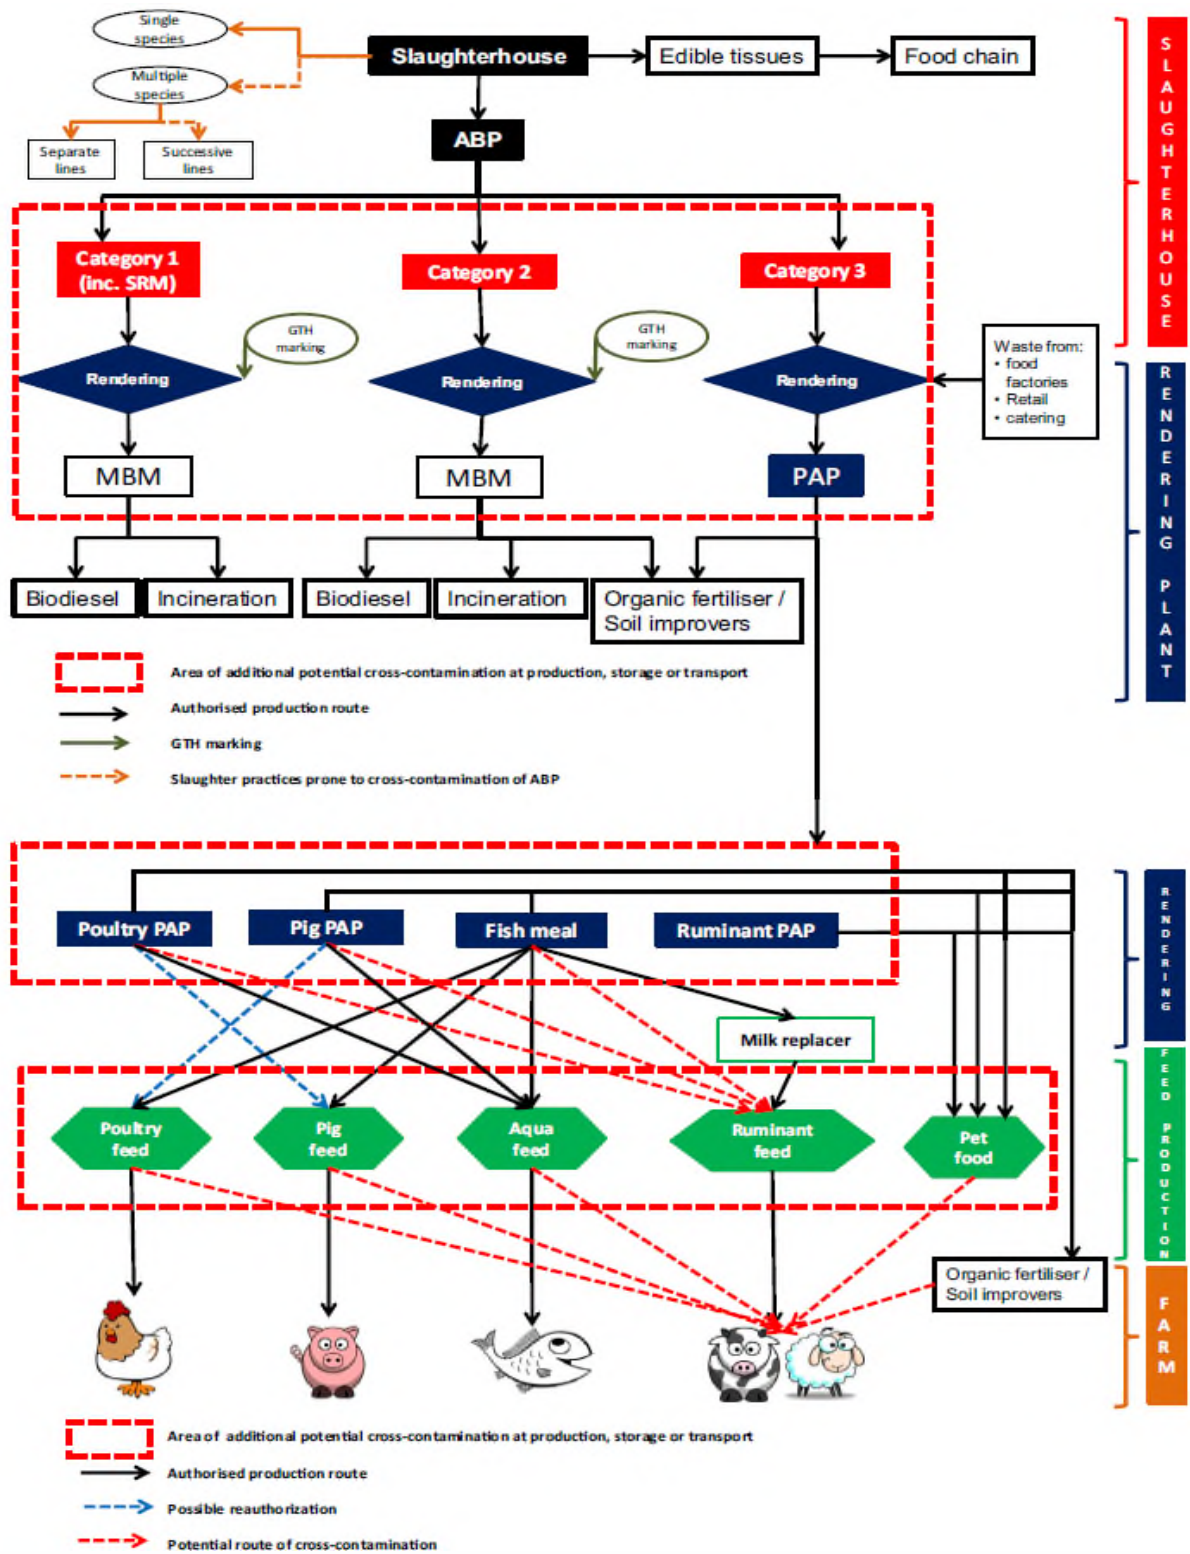 Single
species
Slaughterhouse
Edible tissues
Food chain
Multiple
species
Separate
lines
Successive
lines
ABP
SLAUGHTERHOUSE
Category 1
(inc. SRM)
Category 2
Category 3
GTH
marking
GTH
marking
Rendering
Rendering
Rendering
Waste from:
• food
factories
• Retail
• catering
MBM
MBM
PAP
RENDERING PLANT
Biodiesel
Incineration
Biodiesel
Incineration
Organic fertiliser /
Soil improvers
Area of additional potential cross-contamination at production, storage or transport
Authorised production route
GTH marking
Slaughter practices prone to cross-contamination of ABP
Poultry PAP
Pig PAP
Fish meal
Ruminant PAP
RENDERING
Milk replacer
Poultry
feed
Pig
feed
Aqua
feed
Ruminant
feed
Pet
food
FEED PRODUCTION
Organic fertiliser /
Soil improvers
FARM
Area of additional potential cross-contamination at production, storage or transport
Authorised production route
Possible reauthorization
Potential route of cross-contamination